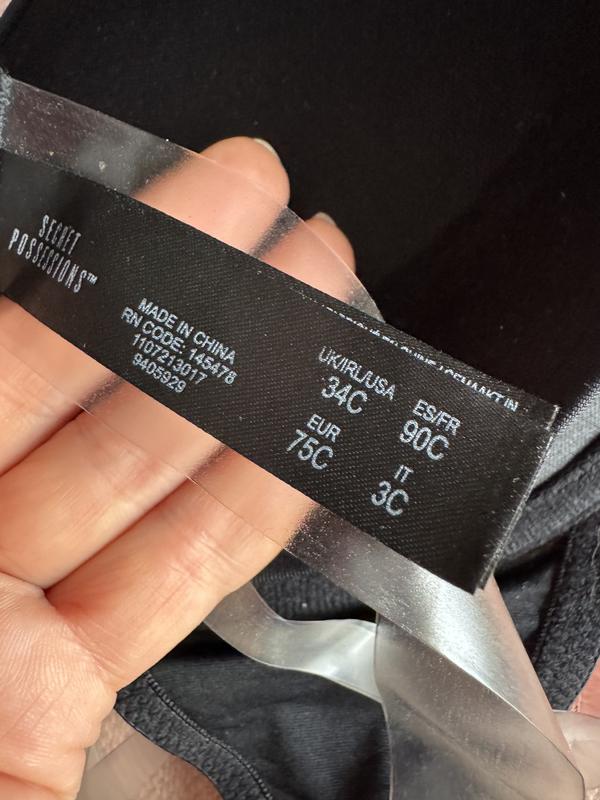 SECRET
POSSESSIONS™
MADE IN CHINA
RN CODE: 145478
1107213017
9405929
UK/IRL/USA
34C
ES/FR
90C
EUR
75C
IT
3C